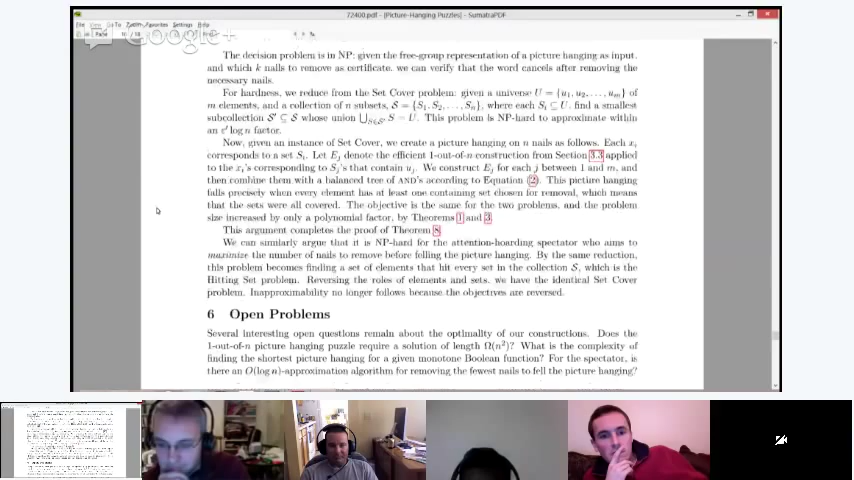 72400.pdf - [Picture-Hanging Puzzles] - SumatraPDF
File View Go To Zoom Favorites Settings Help
Google+
Page:
The decision problem is in NP: given the free-group representation of a picture hanging as input,
and which k nails to remove as certificate, we can verify that the word cancels after removing the
necessary nails.
For hardness, we reduce from the Set Cover problem: given a universe U = {u₁, u₂, . . . , uₘ} of
m elements, and a collection of n subsets, S = {S₁, S₂, . . . , Sₙ}, where each Sᵢ ⊆ U, find a smallest
subcollection S′ ⊆ S whose union ⋃S∈S′ S = U. This problem is NP-hard to approximate within
an ε′ log n factor.
Now, given an instance of Set Cover, we create a picture hanging on n nails as follows. Each xᵢ
corresponds to a set Sᵢ. Let Eⱼ denote the efficient 1-out-of-n construction from Section 3.3 applied
to the xᵢ's corresponding to Sⱼ's that contain uⱼ. We construct Eⱼ for each j between 1 and m, and
then combine them with a balanced tree of AND's according to Equation (2). This picture hanging
falls precisely when every element has at least one containing set chosen for removal, which means
that the sets were all covered. The objective is the same for the two problems, and the problem
size increased by only a polynomial factor, by Theorems 1 and 3.
This argument completes the proof of Theorem 8.
We can similarly argue that it is NP-hard for the attention-hoarding spectator who aims to
maximize the number of nails to remove before felling the picture hanging. By the same reduction,
this problem becomes finding a set of elements that hit every set in the collection S, which is the
Hitting Set problem. Reversing the roles of elements and sets, we have the identical Set Cover
problem. Inapproximability no longer follows because the objectives are reversed.
6 Open Problems
Several interesting open questions remain about the optimality of our constructions. Does the
1-out-of-n picture hanging puzzle require a solution of length Ω(n²)? What is the complexity of
finding the shortest picture hanging for a given monotone Boolean function? For the spectator, is
there an O(log n)-approximation algorithm for removing the fewest nails to fell the picture hanging?